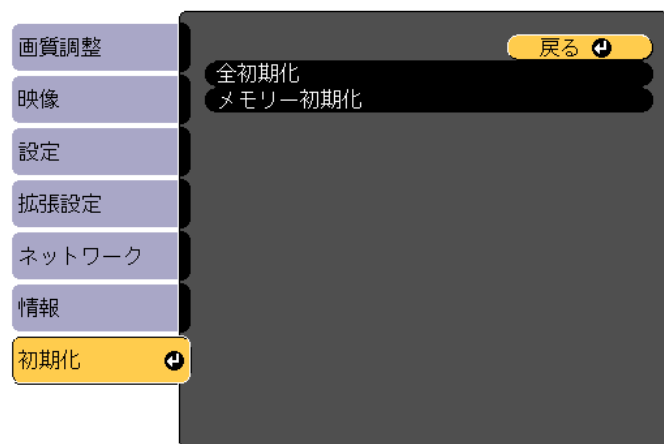 画質調整
映像
設定
拡張設定
ネットワーク
情報
初期化
戻る
全初期化
メモリー初期化